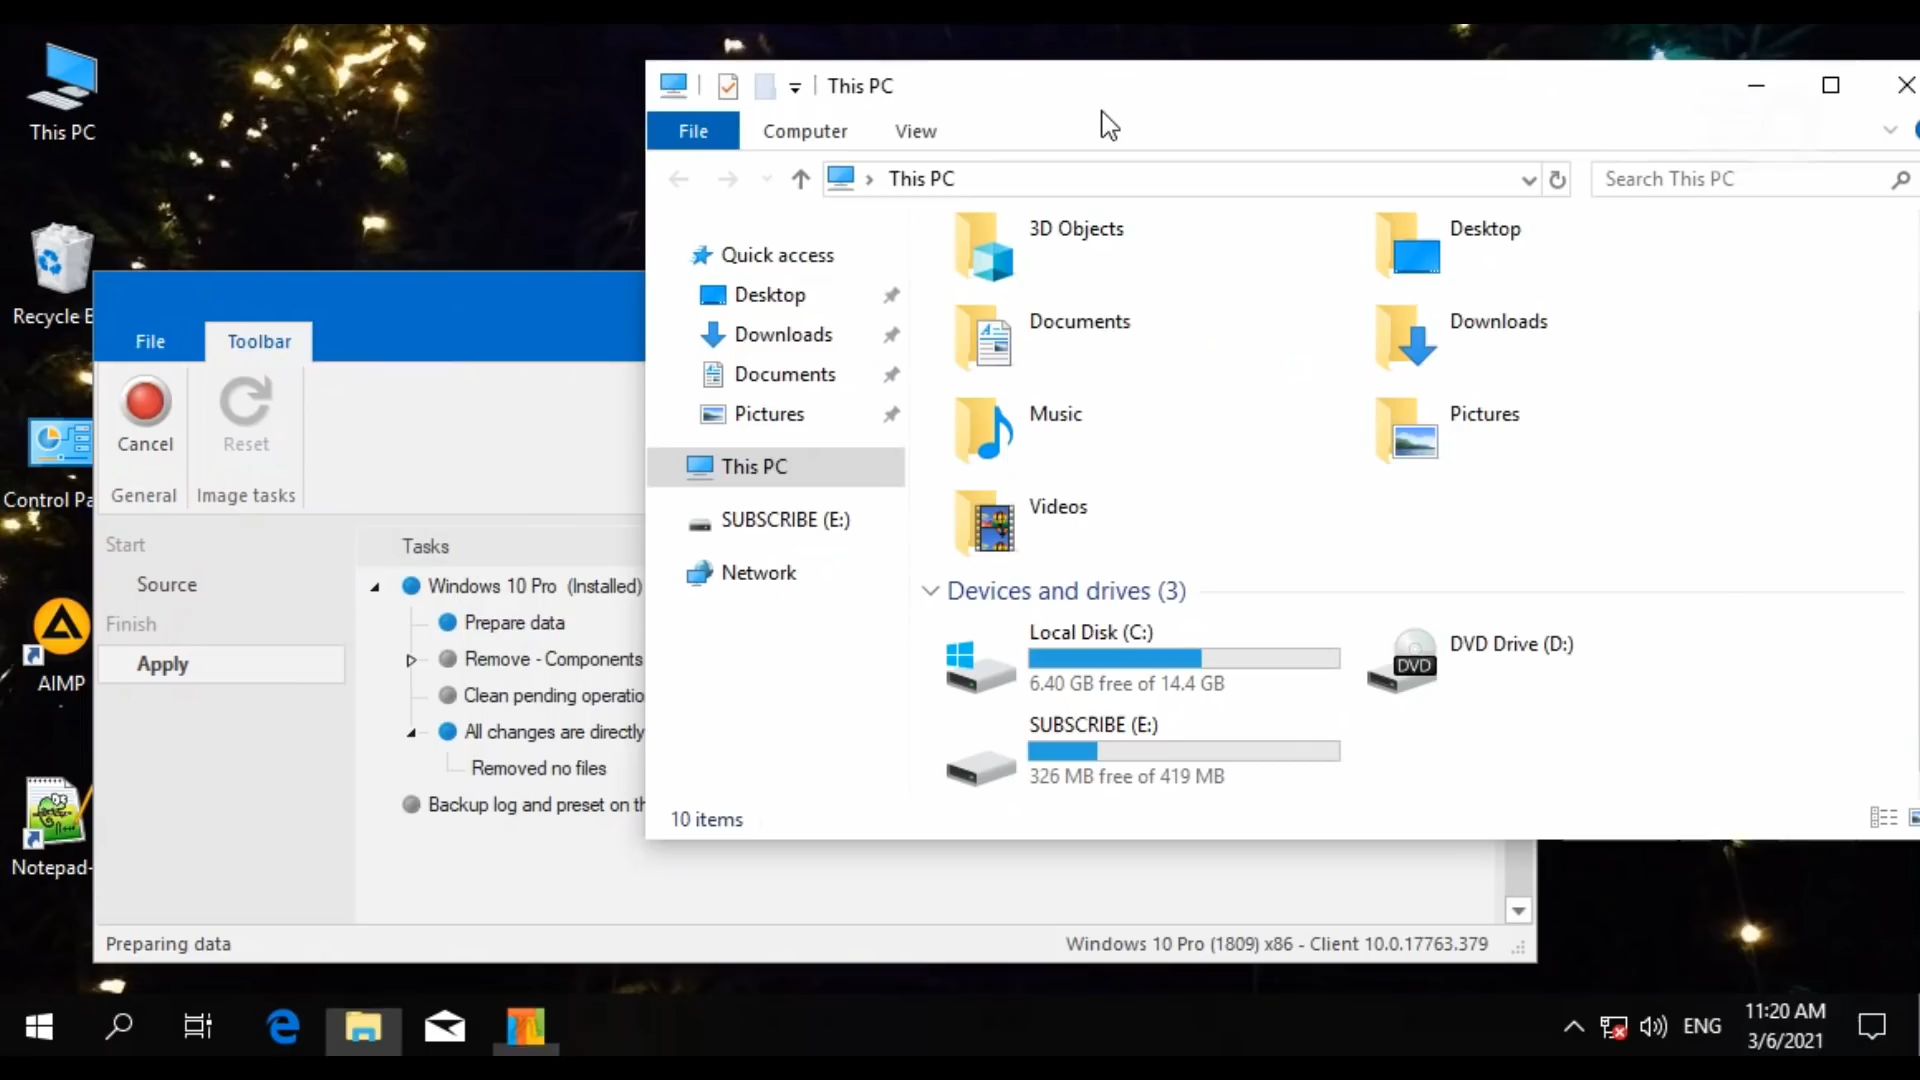 This PC
Recycle B
Control Pa
AIMP
Notepad-
File
Toolbar
Cancel
Reset
General
Image tasks
Start
Source
Finish
Apply
Tasks
Windows 10 Pro (Installed)
Prepare data
Remove - Components
Clean pending operatio
All changes are directly
Removed no files
Backup log and preset on th
Preparing data
Windows 10 Pro (1809) x86 - Client 10.0.17763.379
This PC
File
Computer
View
This PC
Search This PC
Quick access
Desktop
Downloads
Documents
Pictures
This PC
SUBSCRIBE (E:)
Network
3D Objects
Desktop
Documents
Downloads
Music
Pictures
Videos
Devices and drives (3)
Local Disk (C:)
6.40 GB free of 14.4 GB
DVD
DVD Drive (D:)
SUBSCRIBE (E:)
326 MB free of 419 MB
10 items
ENG
11:20 AM
3/6/2021